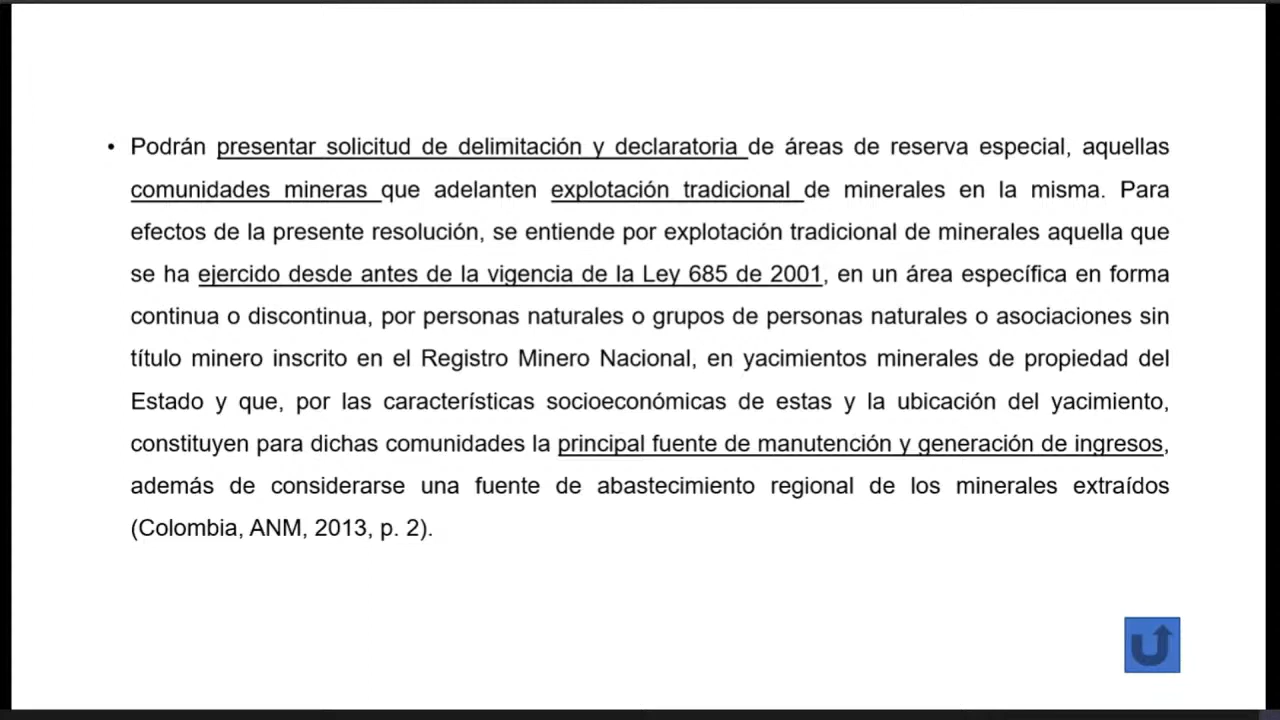 • Podrán presentar solicitud de delimitación y declaratoria de áreas de reserva especial, aquellas
comunidades mineras que adelanten explotación tradicional de minerales en la misma. Para
efectos de la presente resolución, se entiende por explotación tradicional de minerales aquella que
se ha ejercido desde antes de la vigencia de la Ley 685 de 2001, en un área específica en forma
continua o discontinua, por personas naturales o grupos de personas naturales o asociaciones sin
título minero inscrito en el Registro Minero Nacional, en yacimientos minerales de propiedad del
Estado y que, por las características socioeconómicas de estas y la ubicación del yacimiento,
constituyen para dichas comunidades la principal fuente de manutención y generación de ingresos,
además de considerarse una fuente de abastecimiento regional de los minerales extraídos
(Colombia, ANM, 2013, p. 2).